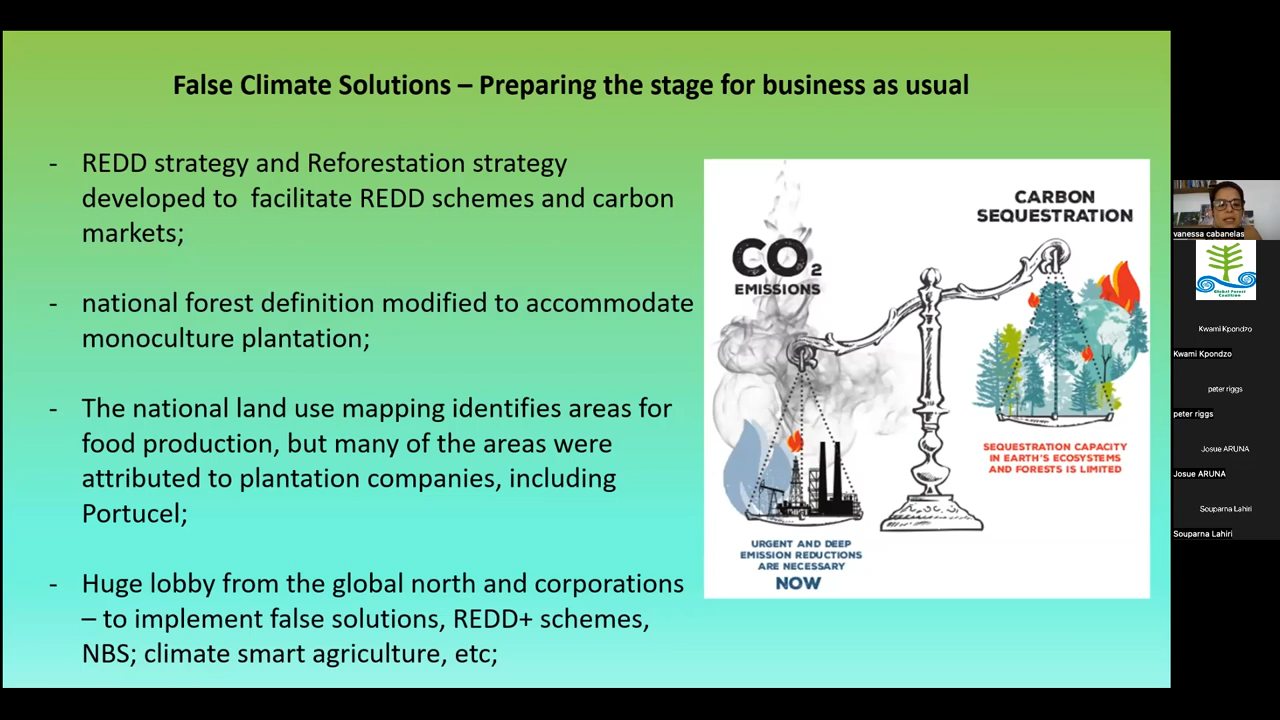 False Climate Solutions – Preparing the stage for business as usual
- REDD strategy and Reforestation strategy
developed to  facilitate REDD schemes and carbon
markets;
- national forest definition modified to accommodate
monoculture plantation;
- The national land use mapping identifies areas for
food production, but many of the areas were
attributed to plantation companies, including
Portucel;
- Huge lobby from the global north and corporations
– to implement false solutions, REDD+ schemes,
NBS; climate smart agriculture, etc;
CO2
EMISSIONS
URGENT AND DEEP
EMISSION REDUCTIONS
ARE NECESSARY
NOW
CARBON
SEQUESTRATION
SEQUESTRATION CAPACITY
IN EARTH'S ECOSYSTEMS
AND FORESTS IS LIMITED
vanessa cabanelas
Global Forest
Coalition
Kwami Kpondzo
Kwami Kpondzo
peter riggs
peter riggs
Josue ARUNA
Josue ARUNA
Souparna Lahiri
Souparna Lahiri